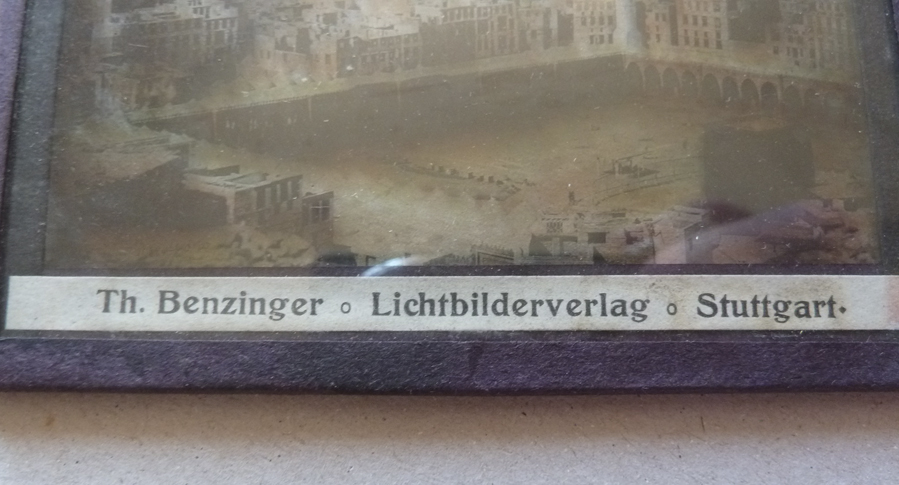 Th. Benzinger o Lichtbilderverlag o Stuttgart.